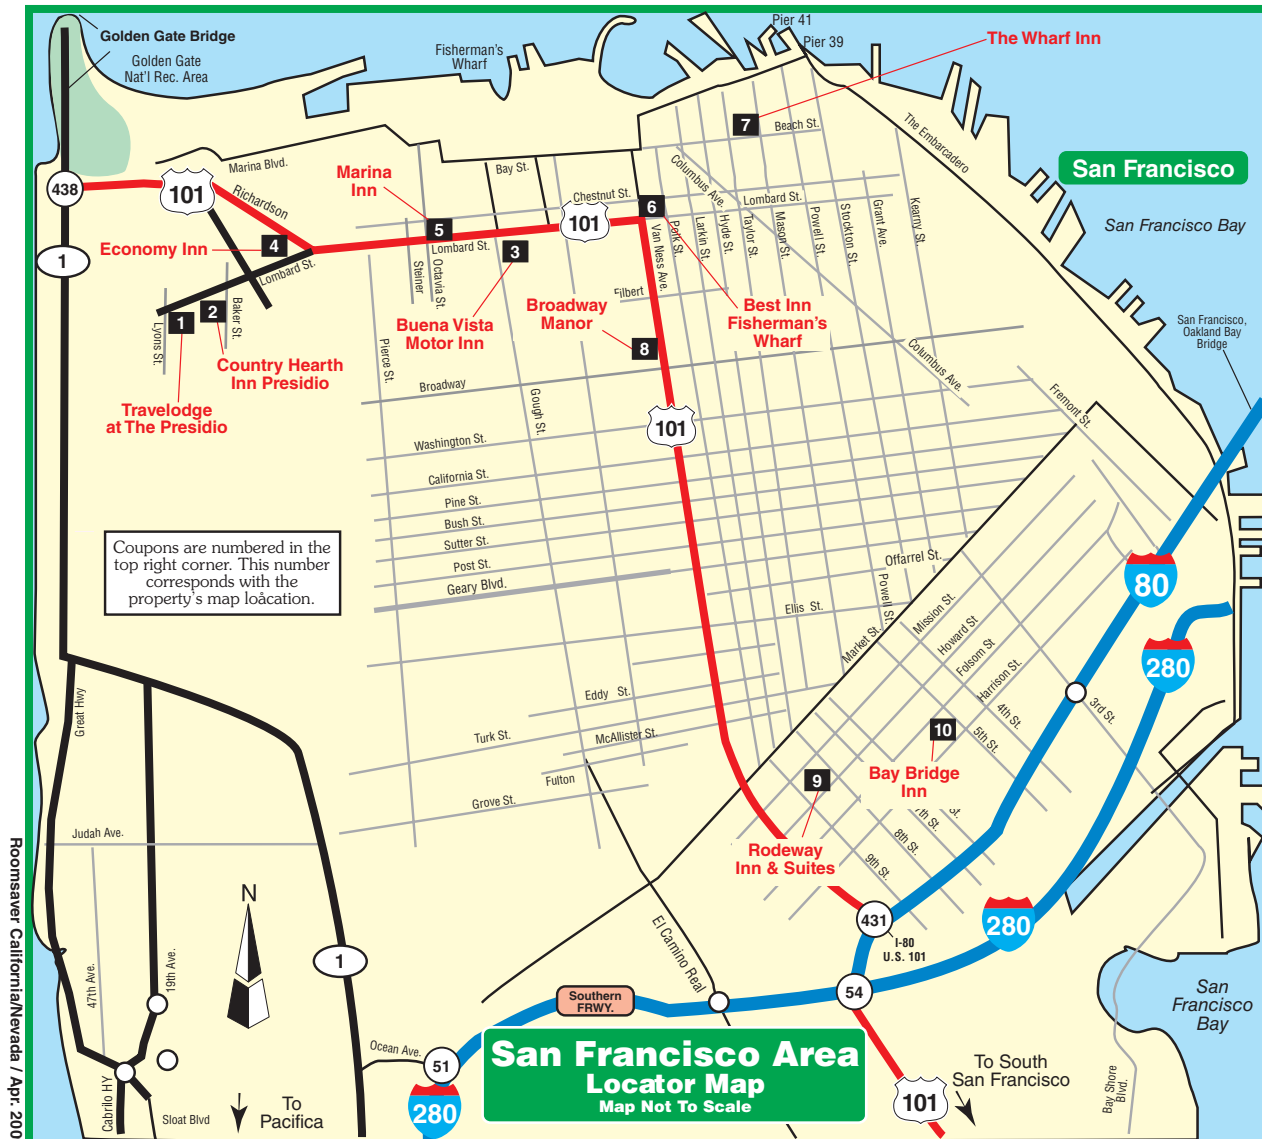 Pier 41
Golden Gate Bridge
Pier 39
The Wharf Inn
Fisherman's
Wharf
Golden Gate
Nat'l Rec. Area
7
Beach St.
The Embarcadero
Marina Blvd.
Bay St.
Columbus Ave.
San Francisco
Marina
Inn
438
101
Richardson
Chestnut St.
Lombard St.
6
101
5
Lombard St.
3
Van Ness Ave.
Polk St.
Larkin St.
Hyde St.
Taylor St.
Mason St.
Powell St.
Stockton St.
Grant Ave.
Kearny St.
San Francisco Bay
Economy Inn
4
1
Lombard St.
Steiner
Octavia St.
Filbert
Broadway
Manor
Best Inn
Fisherman's
Wharf
1
2
Lyons St.
Baker St.
Buena Vista
Motor Inn
8
San Francisco,
Oakland Bay
Bridge
Country Hearth
Inn Presidio
Pierce St.
Broadway
Gough St.
Columbus Ave.
Fremont St.
Travelodge
at The Presidio
101
Washington St.
California St.
Pine St.
Bush St.
Sutter St.
Post St.
Geary Blvd.
Coupons are numbered in the
top right corner. This number
corresponds with the
property's map loåcation.
Offarrel St.
Powell St.
Ellis St.
Market St.
Mission St.
Howard St
Folsom St
Harrison St.
80
280
Great Hwy
Eddy St.
Turk St.
McAllister St.
Fulton
Grove St.
3rd St.
4th St.
5th St.
10
Bay Bridge
Inn
9
St.
7th St.
8th St.
9th St.
Rodeway
Inn & Suites
Judah Ave.
N
431
I-80
U.S. 101
280
El Camino Real
1
47th Ave.
19th Ave.
54
Southern
FRWY.
San
Francisco
Bay
Ocean Ave.
51
280
San Francisco Area
Locator Map
Map Not To Scale
To South
San Francisco
101
Bay Shore
Blvd.
Cabrilo HY
Sloat Blvd
To
Pacifica
Roomsaver California/Nevada / Apr. 200